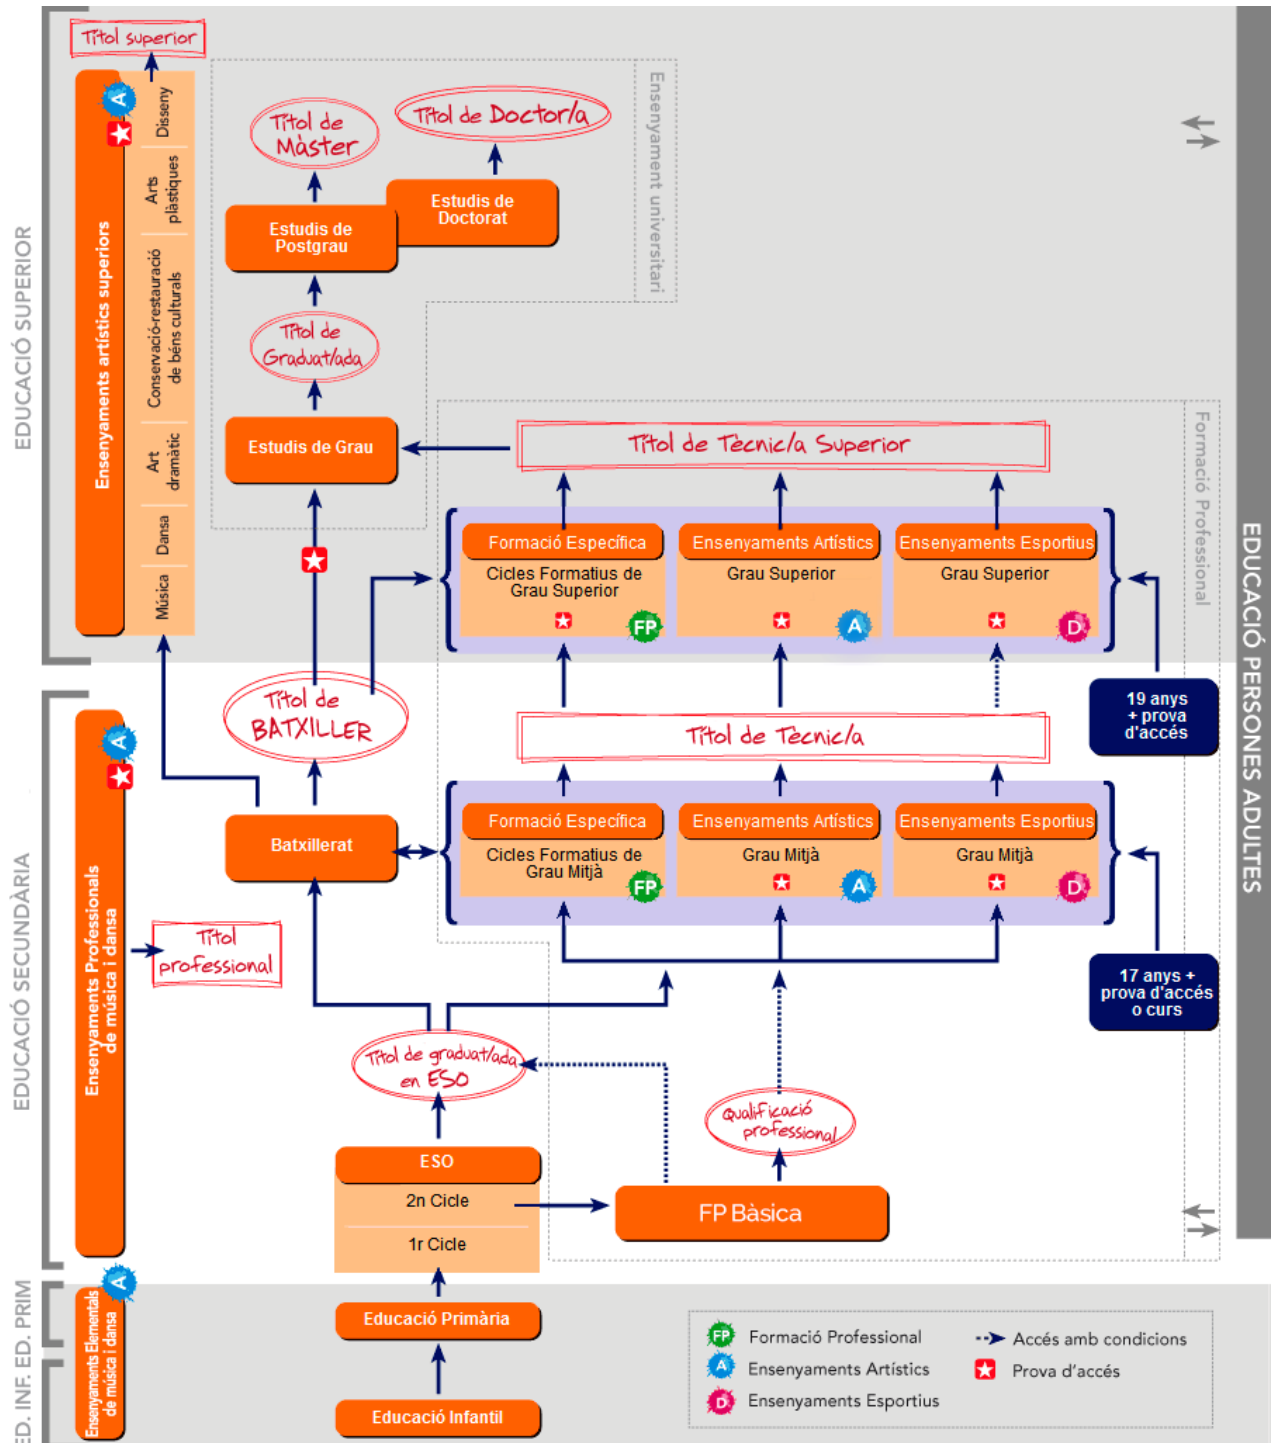 EDUCACIÓ SUPERIOR
Títol superior
Ensenyaments artístics superiors
Disseny
Arts
plàstiques
Conservació-restauració
de béns culturals
Art
dramàtic
Dansa
Música
Ensenyament universitari
Títol de
Màster
Títol de Doctor/a
Estudis de
Postgrau
Estudis de
Doctorat
Títol de
Graduat/ada
Estudis de Grau
Formació Professional
Títol de Tècnic/a Superior
Formació Específica
Cicles Formatius de
Grau Superior
FP
Ensenyaments Artístics
Grau Superior
A
Ensenyaments Esportius
Grau Superior
D
EDUCACIÓ PERSONES ADULTES
19 anys
+ prova
d'accés
EDUCACIÓ SECUNDÀRIA
Ensenyaments Professionals
de música i dansa
A
Títol
professional
Títol de
BATXILLER
Títol de Tècnic/a
Batxillerat
Formació Específica
Cicles Formatius de
Grau Mitjà
FP
Ensenyaments Artístics
Grau Mitjà
A
Ensenyaments Esportius
Grau Mitjà
D
17 anys +
prova d'accés
o curs
Títol de graduat/ada
en ESO
Qualificació
professional
ESO
2n Cicle
1r Cicle
FP Bàsica
ED. INF. ED. PRIM
Ensenyaments Elementals
de música i dansa
A
Educació Primària
Educació Infantil
FP Formació Professional
A Ensenyaments Artístics
D Ensenyaments Esportius
Accés amb condicions
Prova d'accés
A